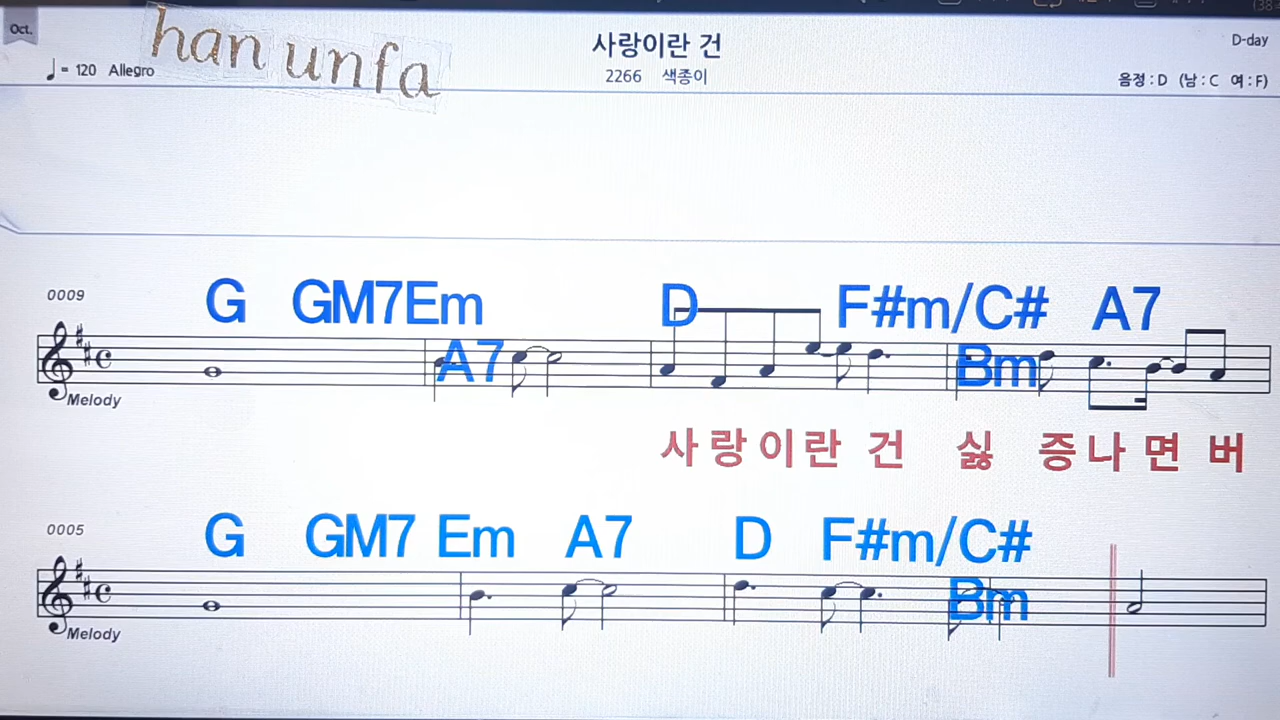 Oct.
han unfa
사랑이란 건
D-day
♩= 120 Allegro
2266 색종이
음정 : D (남 : C 여 : F)
0009
G GM7 Em D F#m/C# A7
A7 Bm
Melody
사 랑 이 란 건 싫 증 나 면 버
0005
G GM7 Em A7 D F#m/C#
Bm
Melody